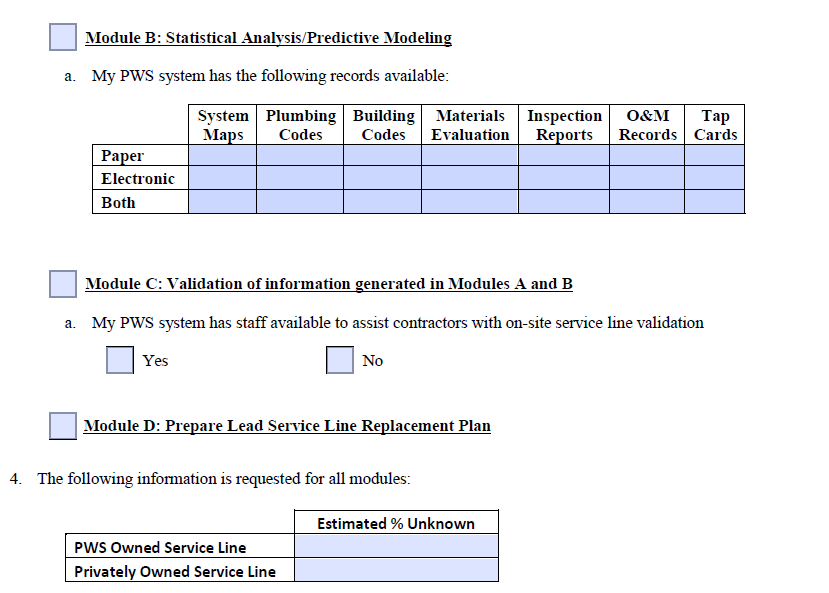 Module B: Statistical Analysis/Predictive Modeling
a. My PWS system has the following records available:
System Maps Plumbing Codes Building Codes Materials Evaluation Inspection Reports O&M Records Tap Cards
Paper
Electronic
Both
Module C: Validation of information generated in Modules A and B
a. My PWS system has staff available to assist contractors with on-site service line validation
Yes No
Module D: Prepare Lead Service Line Replacement Plan
4. The following information is requested for all modules:
Estimated % Unknown
PWS Owned Service Line
Privately Owned Service Line